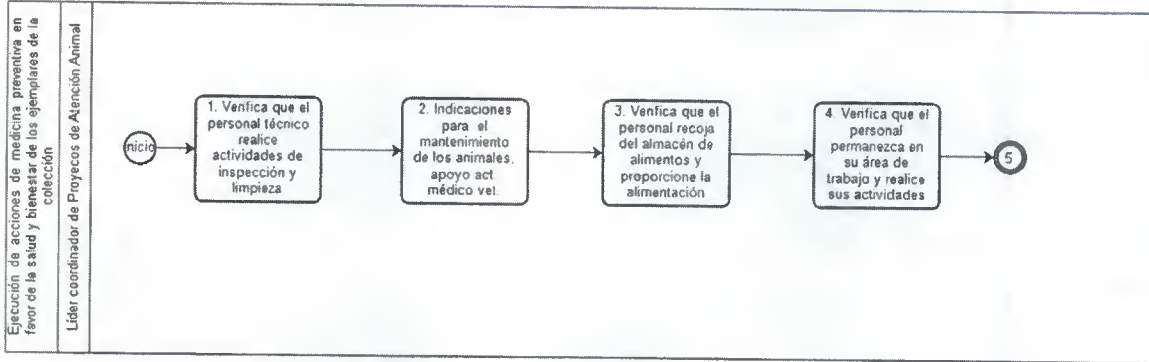 Ejecución de acciones de medicina preventiva en
favor de la salud y bienestar de los ejemplares de la
colección
Líder coordinador de Proyecos de Atención Animal
Inicio
1. Verifica que el
personal técnico
realice
actividades de
inspección y
limpieza
2. Indicaciones
para el
mantenimiento
de los animales.
apoyo act
médico vet.
3. Verifica que el
personal recoja
del almacén de
alimentos y
proporcione la
alimentación
4. Verifica que el
personal
permanezca en
su área de
trabajo y realice
sus actividades
5